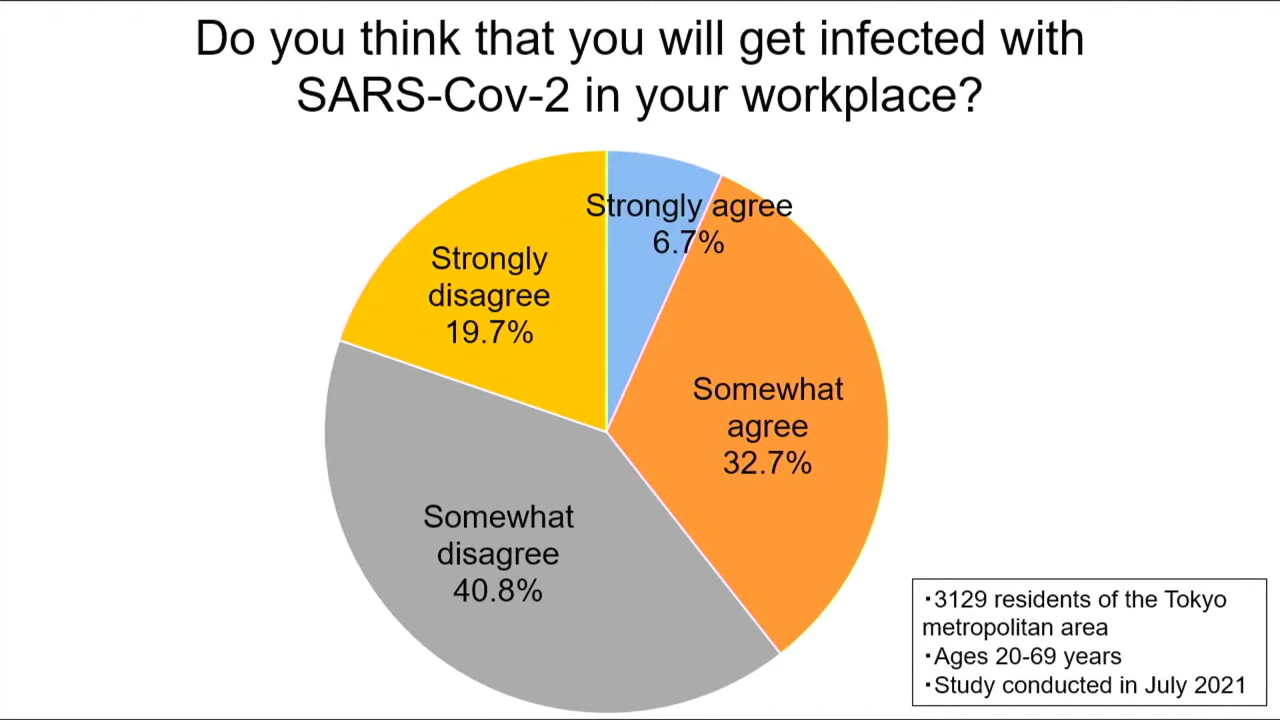 Do you think that you will get infected with
SARS-Cov-2 in your workplace?
Strongly agree
6.7%
Somewhat
agree
32.7%
Somewhat
disagree
40.8%
Strongly
disagree
19.7%
・3129 residents of the Tokyo
metropolitan area
・Ages 20-69 years
・Study conducted in July 2021